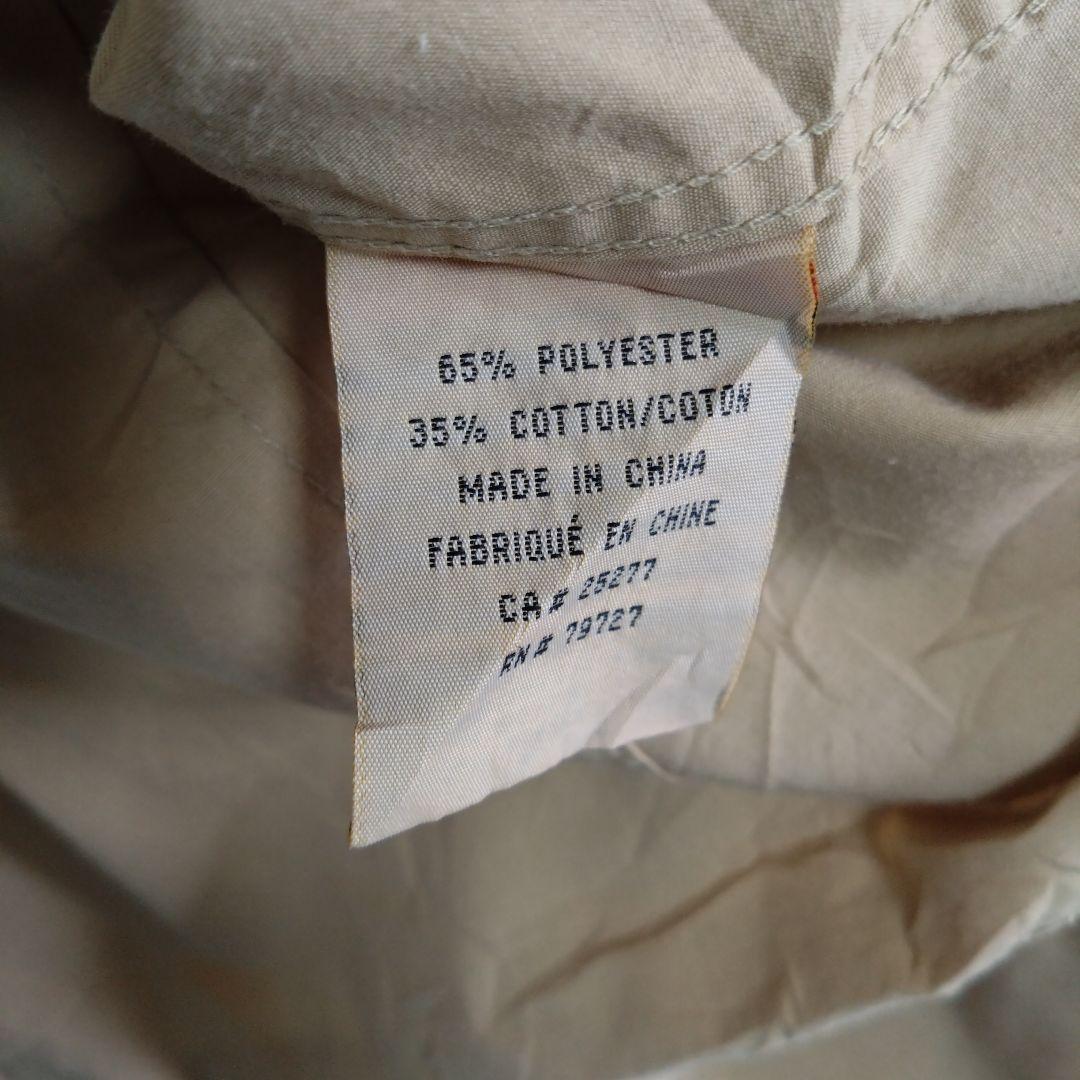 65% POLYESTER
35% COTTON/COTON
MADE IN CHINA
FABRIQUÉ EN CHINE
CA# 25277
RN# 79727